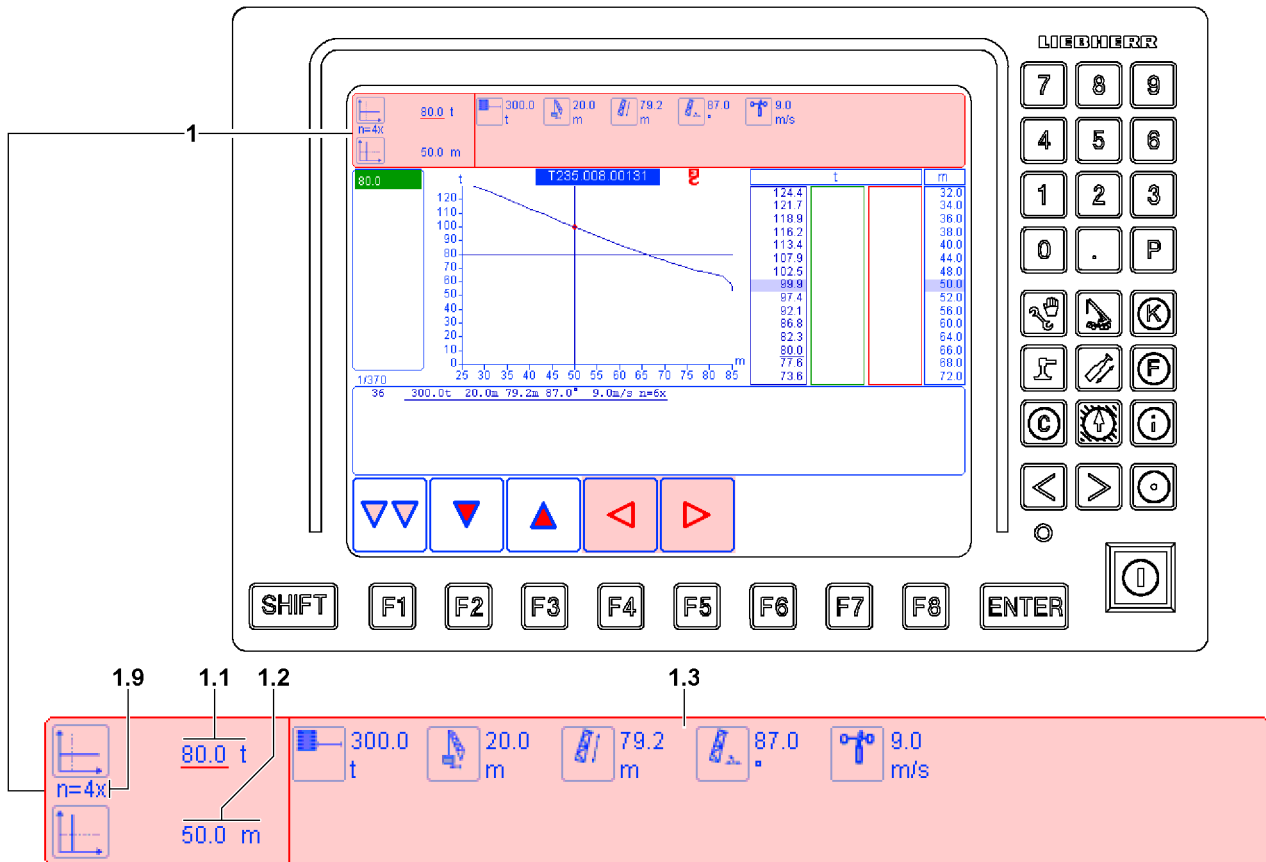 LIEBHERR
7 8 9
4 5 6
1 2 3
0 . P
K
F
C i
< >
SHIFT F1 F2 F3 F4 F5 F6 F7 F8 ENTER
1
80.0 t
n=4x
50.0 m
300.0 t
20.0 m
79.2 m
87.0 °
9.0 m/s
80.0
1/370
t
T235.008.00131
120
110
100
90
80
70
60
50
40
30
20
10
0
25 30 35 40 45 50 55 60 65 70 75 80 85
m
t m
124.4 32.0
121.7 34.0
118.9 36.0
116.2 38.0
113.4 40.0
107.9 44.0
102.5 48.0
99.9 50.0
97.4 52.0
92.1 56.0
86.8 60.0
82.3 64.0
80.0 66.0
77.6 68.0
73.6 72.0
36 300.0t 20.0m 79.2m 87.0° 9.0m/s n=6x
1.9 1.1 1.2 1.3
80.0 t
n=4x
50.0 m
300.0 t
20.0 m
79.2 m
87.0 °
9.0 m/s